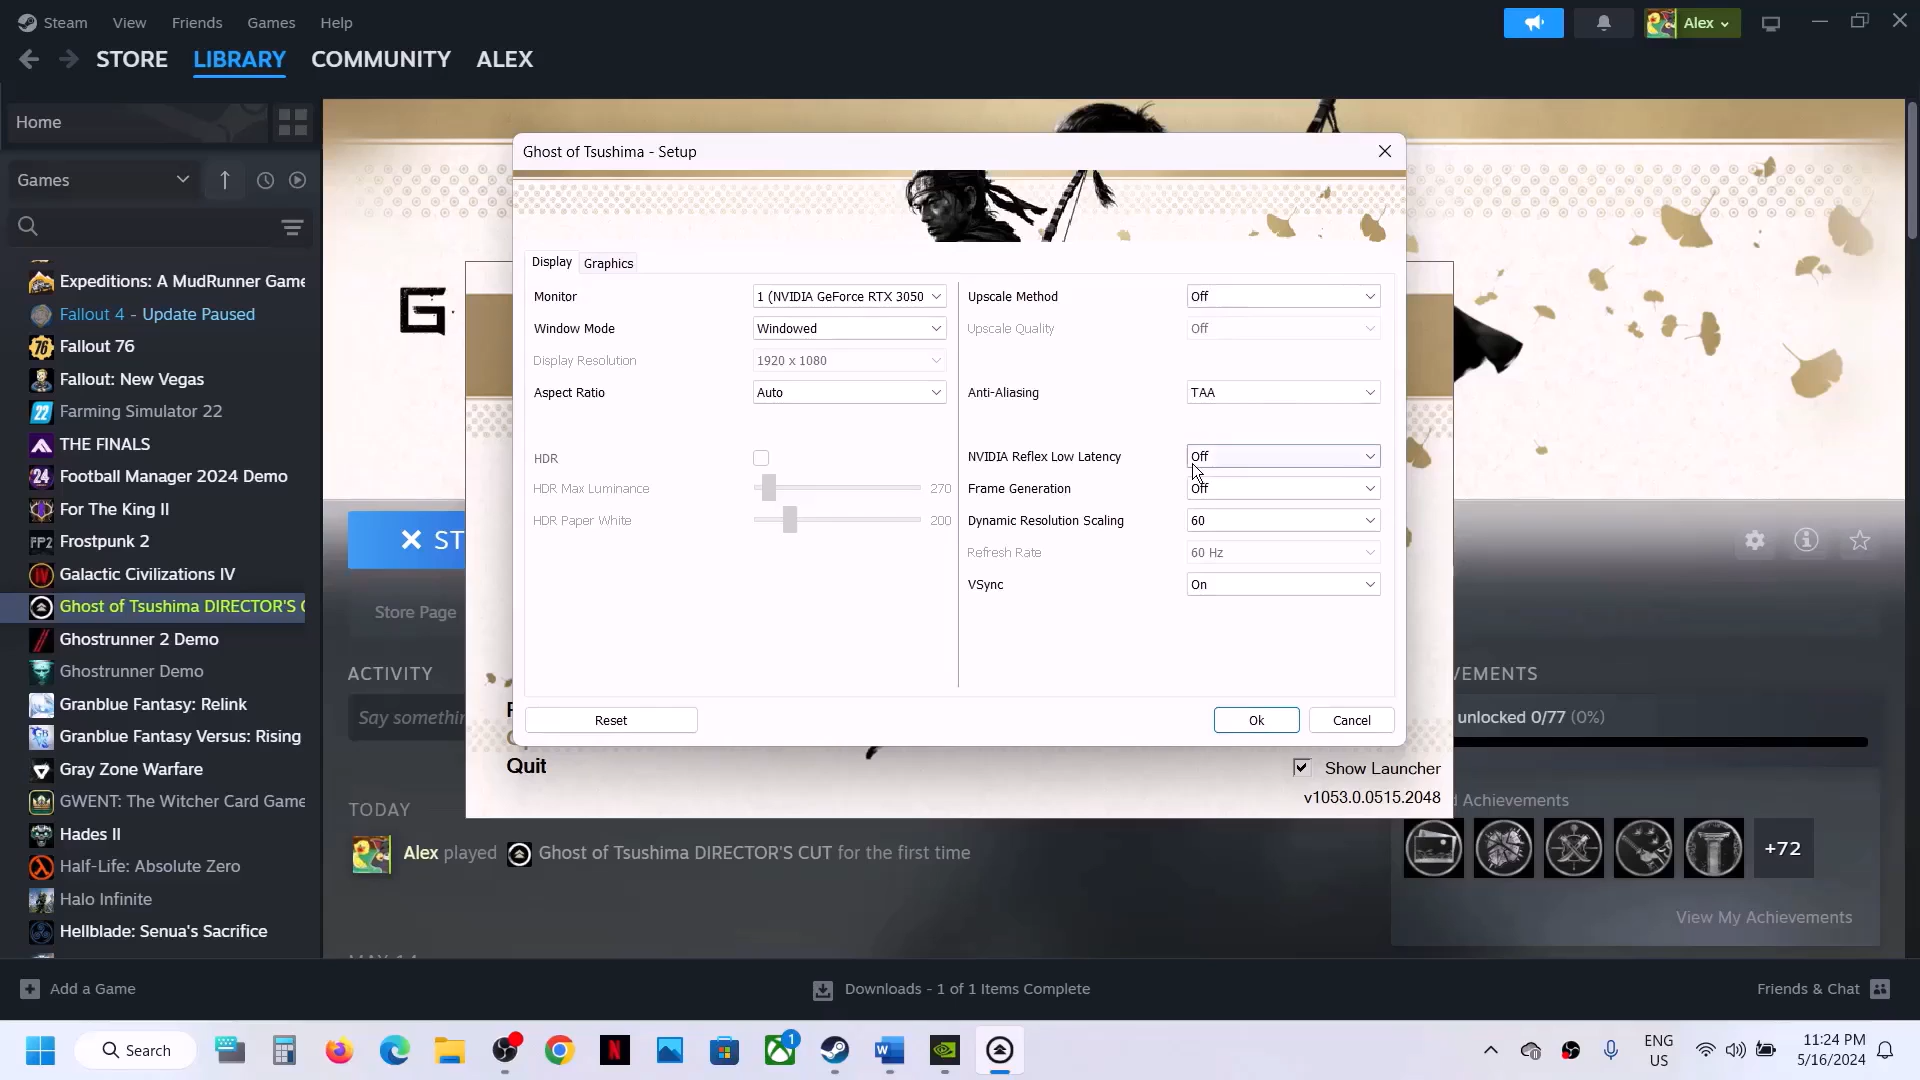 Steam View Friends Games Help
Alex
STORE LIBRARY COMMUNITY ALEX
Home
Games
Expeditions: A MudRunner Game
Fallout 4 - Update Paused
Fallout 76
Fallout: New Vegas
Farming Simulator 22
THE FINALS
Football Manager 2024 Demo
For The King II
Frostpunk 2
Galactic Civilizations IV
Ghost of Tsushima DIRECTOR'S C
Ghostrunner 2 Demo
Ghostrunner Demo
Granblue Fantasy: Relink
Granblue Fantasy Versus: Rising
Gray Zone Warfare
GWENT: The Witcher Card Game
Hades II
Half-Life: Absolute Zero
Halo Infinite
Hellblade: Senua's Sacrifice
G
ST
Store Page
ACTIVITY
Say somethin
TODAY
Alex played Ghost of Tsushima DIRECTOR'S CUT for the first time
MAY 14
Ghost of Tsushima - Setup
Display Graphics
Monitor 1 (NVIDIA GeForce RTX 3050
Window Mode Windowed
Display Resolution 1920 x 1080
Aspect Ratio Auto
HDR
HDR Max Luminance 270
HDR Paper White 200
Upscale Method Off
Upscale Quality Off
Anti-Aliasing TAA
NVIDIA Reflex Low Latency Off
Frame Generation Off
Dynamic Resolution Scaling 60
Refresh Rate 60 Hz
VSync On
Reset Ok Cancel
Quit
Show Launcher
v1053.0.0515.2048
VEMENTS
unlocked 0/77 (0%)
d Achievements
+72
View My Achievements
Add a Game
Downloads - 1 of 1 Items Complete
Friends & Chat
Search
1
ENG
US
11:24 PM
5/16/2024